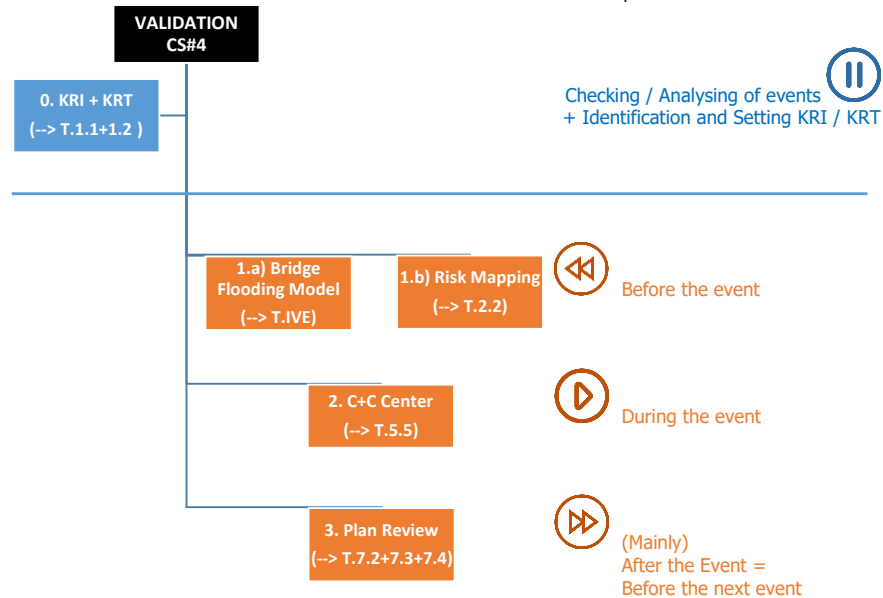 VALIDATION
CS#4
0. KRI + KRT
(--> T.1.1+1.2 )
Checking / Analysing of events
+ Identification and Setting KRI / KRT
1.a) Bridge
Flooding Model
(--> T.IVE)
1.b) Risk Mapping
(--> T.2.2)
Before the event
2. C+C Center
(--> T.5.5)
During the event
3. Plan Review
(--> T.7.2+7.3+7.4)
(Mainly)
After the Event =
Before the next event